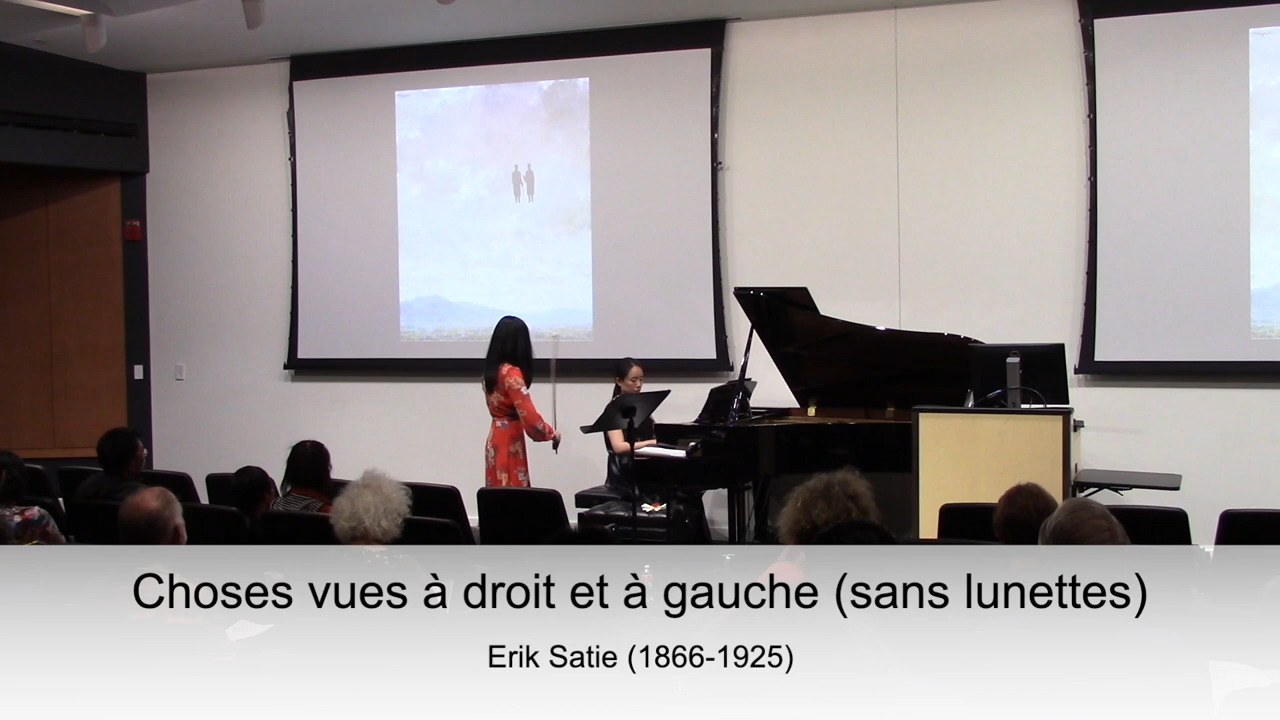 Choses vues à droit et à gauche (sans lunettes)
Erik Satie (1866-1925)